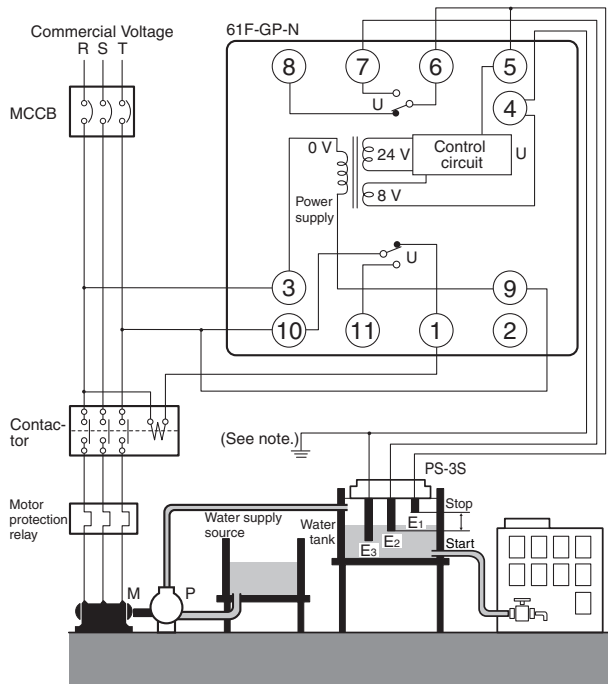 Commercial Voltage
R S T
MCCB
61F-GP-N
8
7
6
5
4
U
0 V
24 V
Control
circuit
U
8 V
Power
supply
U
3
9
10
11
1
2
Contac-
tor
(See note.)
PS-3S
Motor
protection
relay
Water supply
source
Water
tank
Stop
E1
E2
E3
Start
M
P